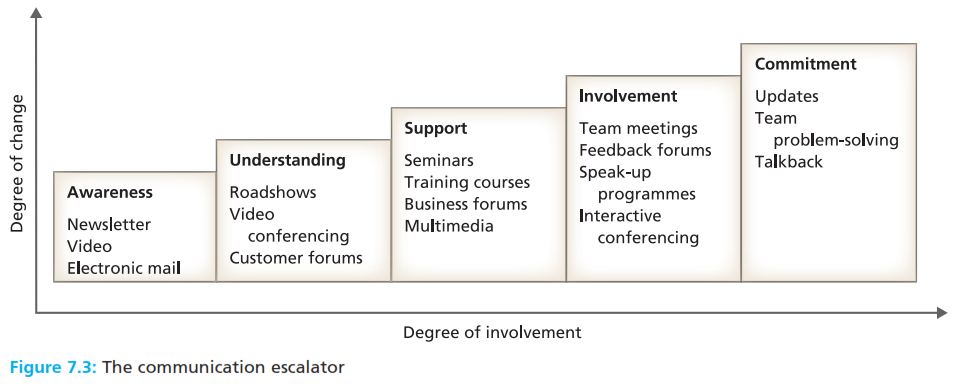 Degree of change
Awareness
Newsletter
Video
Electronic mail
Understanding
Roadshows
Video
conferencing
Customer forums
Support
Seminars
Training courses
Business forums
Multimedia
Involvement
Team meetings
Feedback forums
Speak-up
programmes
Interactive
conferencing
Commitment
Updates
Team
problem-solving
Talkback
Degree of involvement
Figure 7.3: The communication escalator